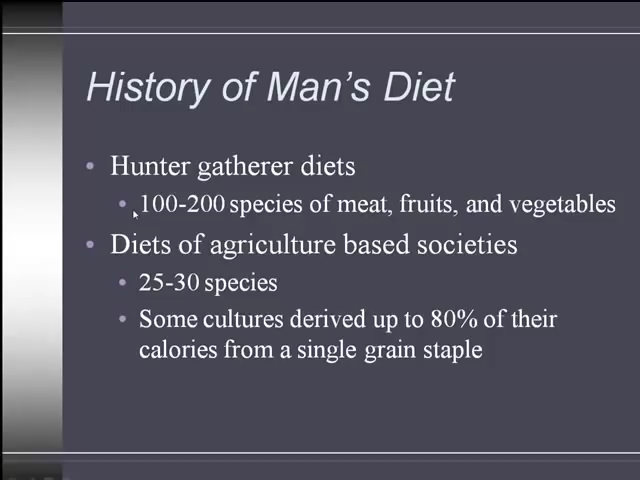 History of Man's Diet
• Hunter gatherer diets
• 100-200 species of meat, fruits, and vegetables
• Diets of agriculture based societies
• 25-30 species
• Some cultures derived up to 80% of their
calories from a single grain staple